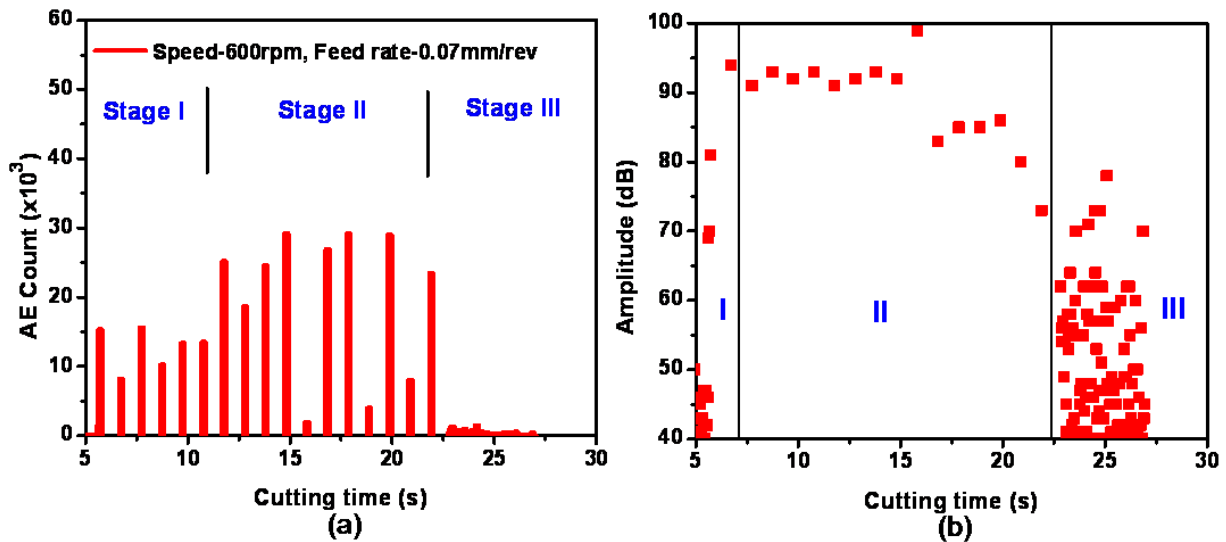 60
50
40
30
20
10
0
AE Count (x10³)
Speed-600rpm, Feed rate-0.07mm/rev
Stage I
Stage II
Stage III
5 10 15 20 25 30
Cutting time (s)
(a)
100
90
80
70
60
50
40
Amplitude (dB)
I
II
III
5 10 15 20 25 30
Cutting time (s)
(b)